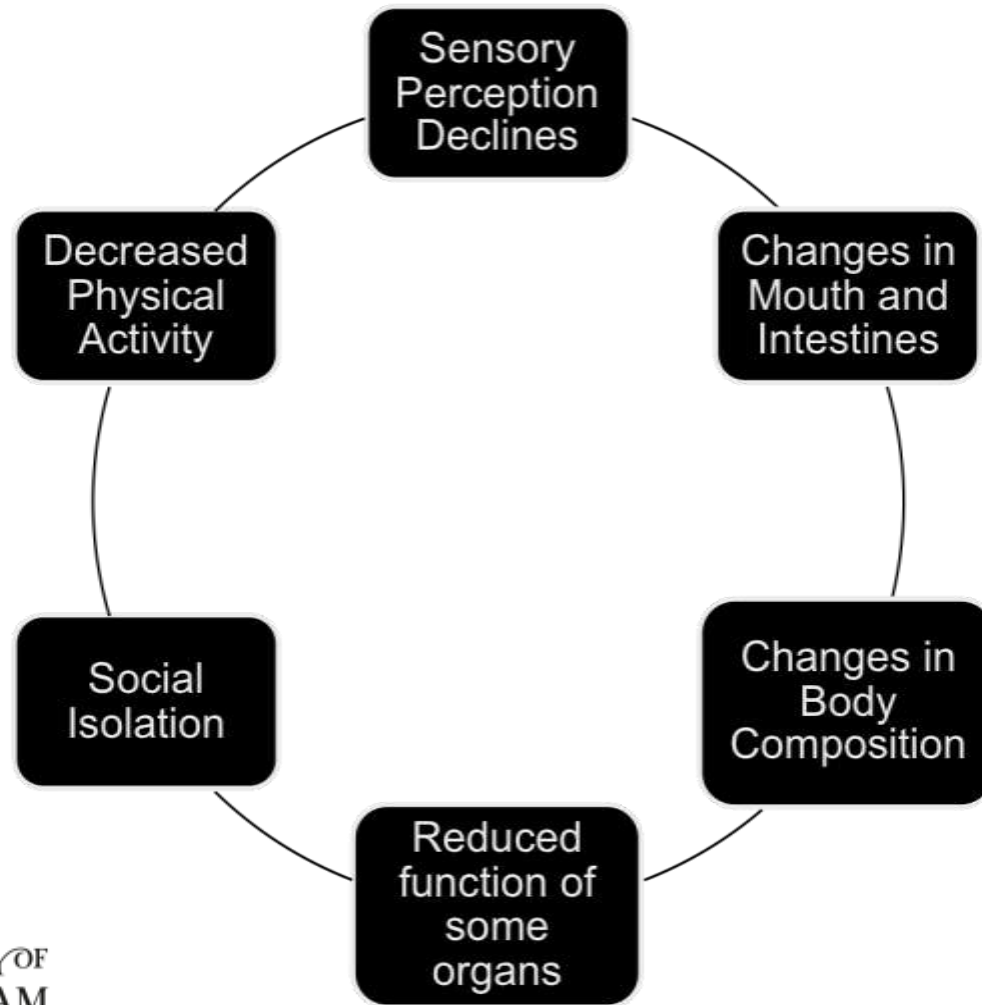 Sensory
Perception
Declines
Changes in
Mouth and
Intestines
Changes in
Body
Composition
Reduced
function of
some
organs
Social
Isolation
Decreased
Physical
Activity
OF